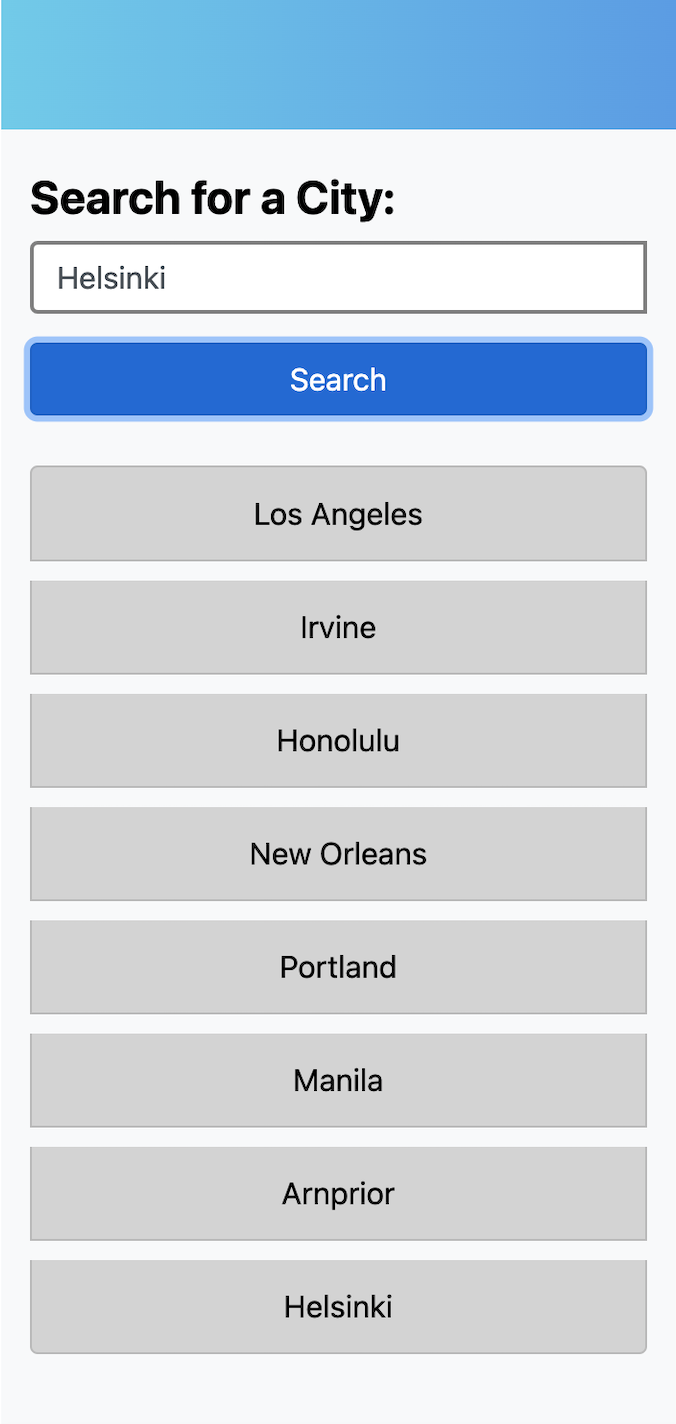 Search for a City:
Helsinki
Search
Los Angeles
Irvine
Honolulu
New Orleans
Portland
Manila
Arnprior
Helsinki